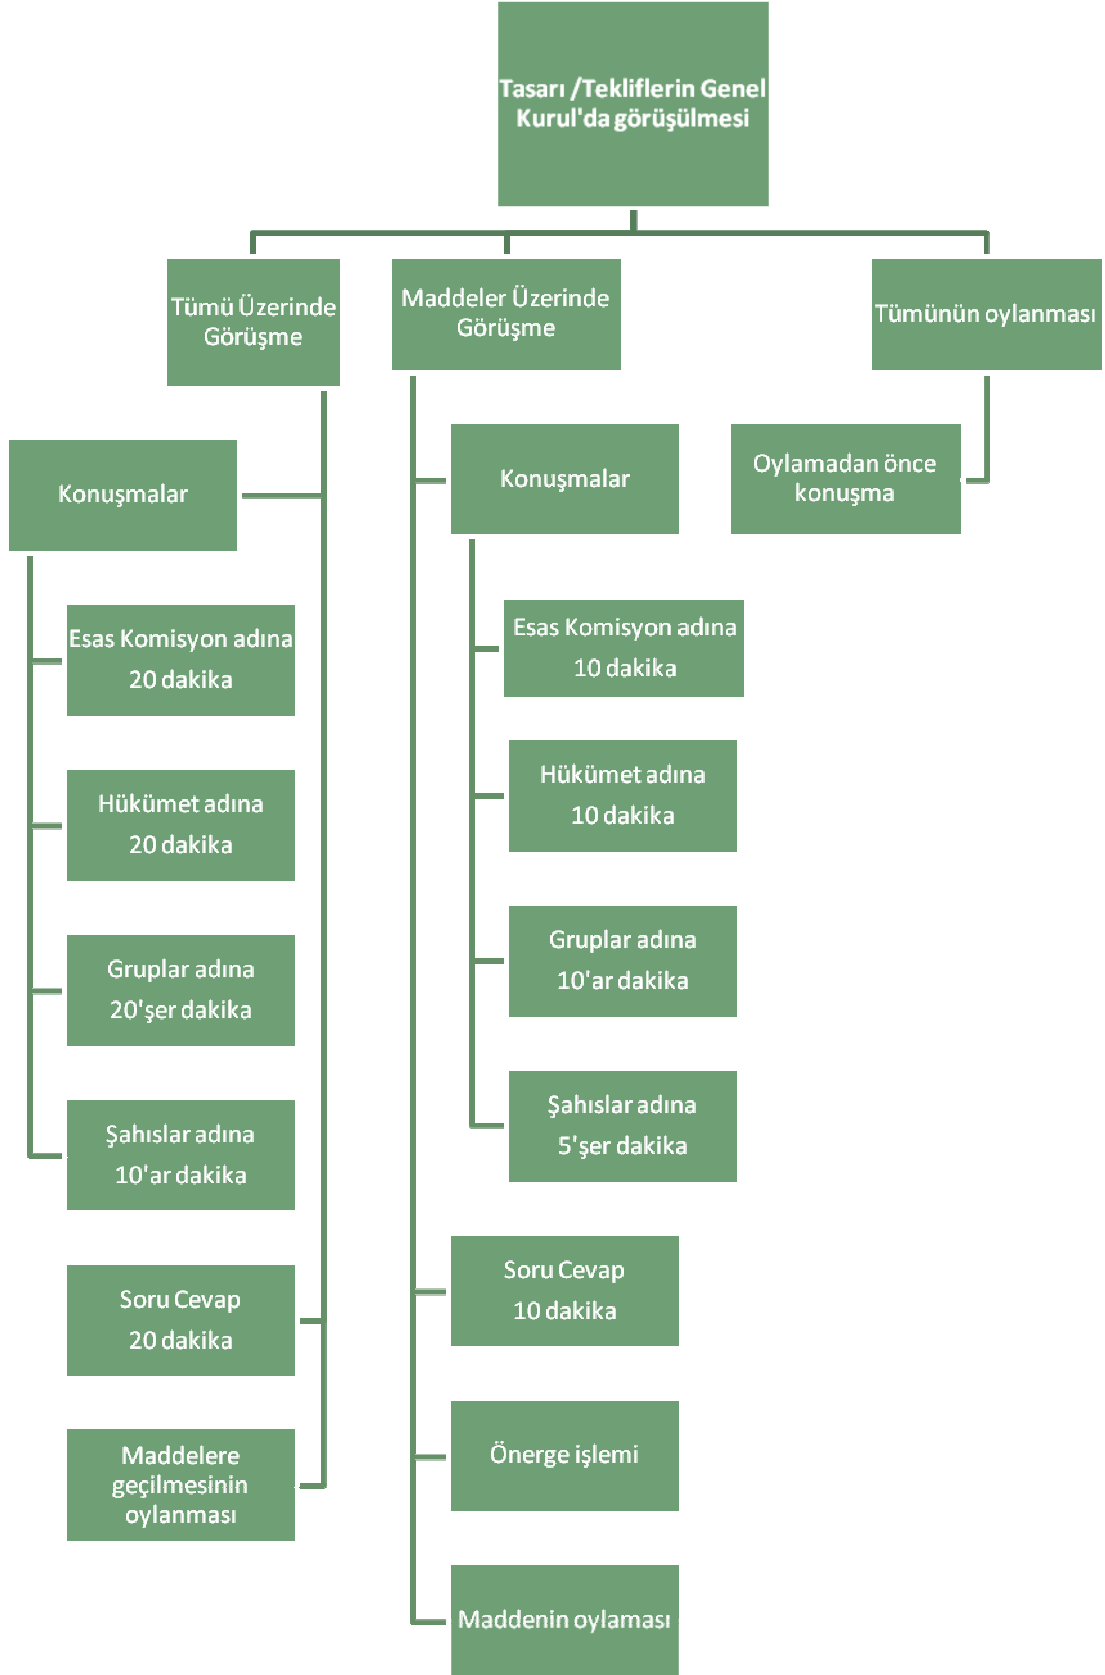 Tasarı /Tekliflerin Genel
Kurul'da görüşülmesi
Tümü Üzerinde
Görüşme
Konuşmalar
Esas Komisyon adına
20 dakika
Hükümet adına
20 dakika
Gruplar adına
20'şer dakika
Şahıslar adına
10'ar dakika
Soru Cevap
20 dakika
Maddelere
geçilmesinin
oylanması
Maddeler Üzerinde
Görüşme
Konuşmalar
Esas Komisyon adına
10 dakika
Hükümet adına
10 dakika
Gruplar adına
10'ar dakika
Şahıslar adına
5'şer dakika
Soru Cevap
10 dakika
Önerge işlemi
Maddenin oylaması
Tümünün oylanması
Oylamadan önce
konuşma